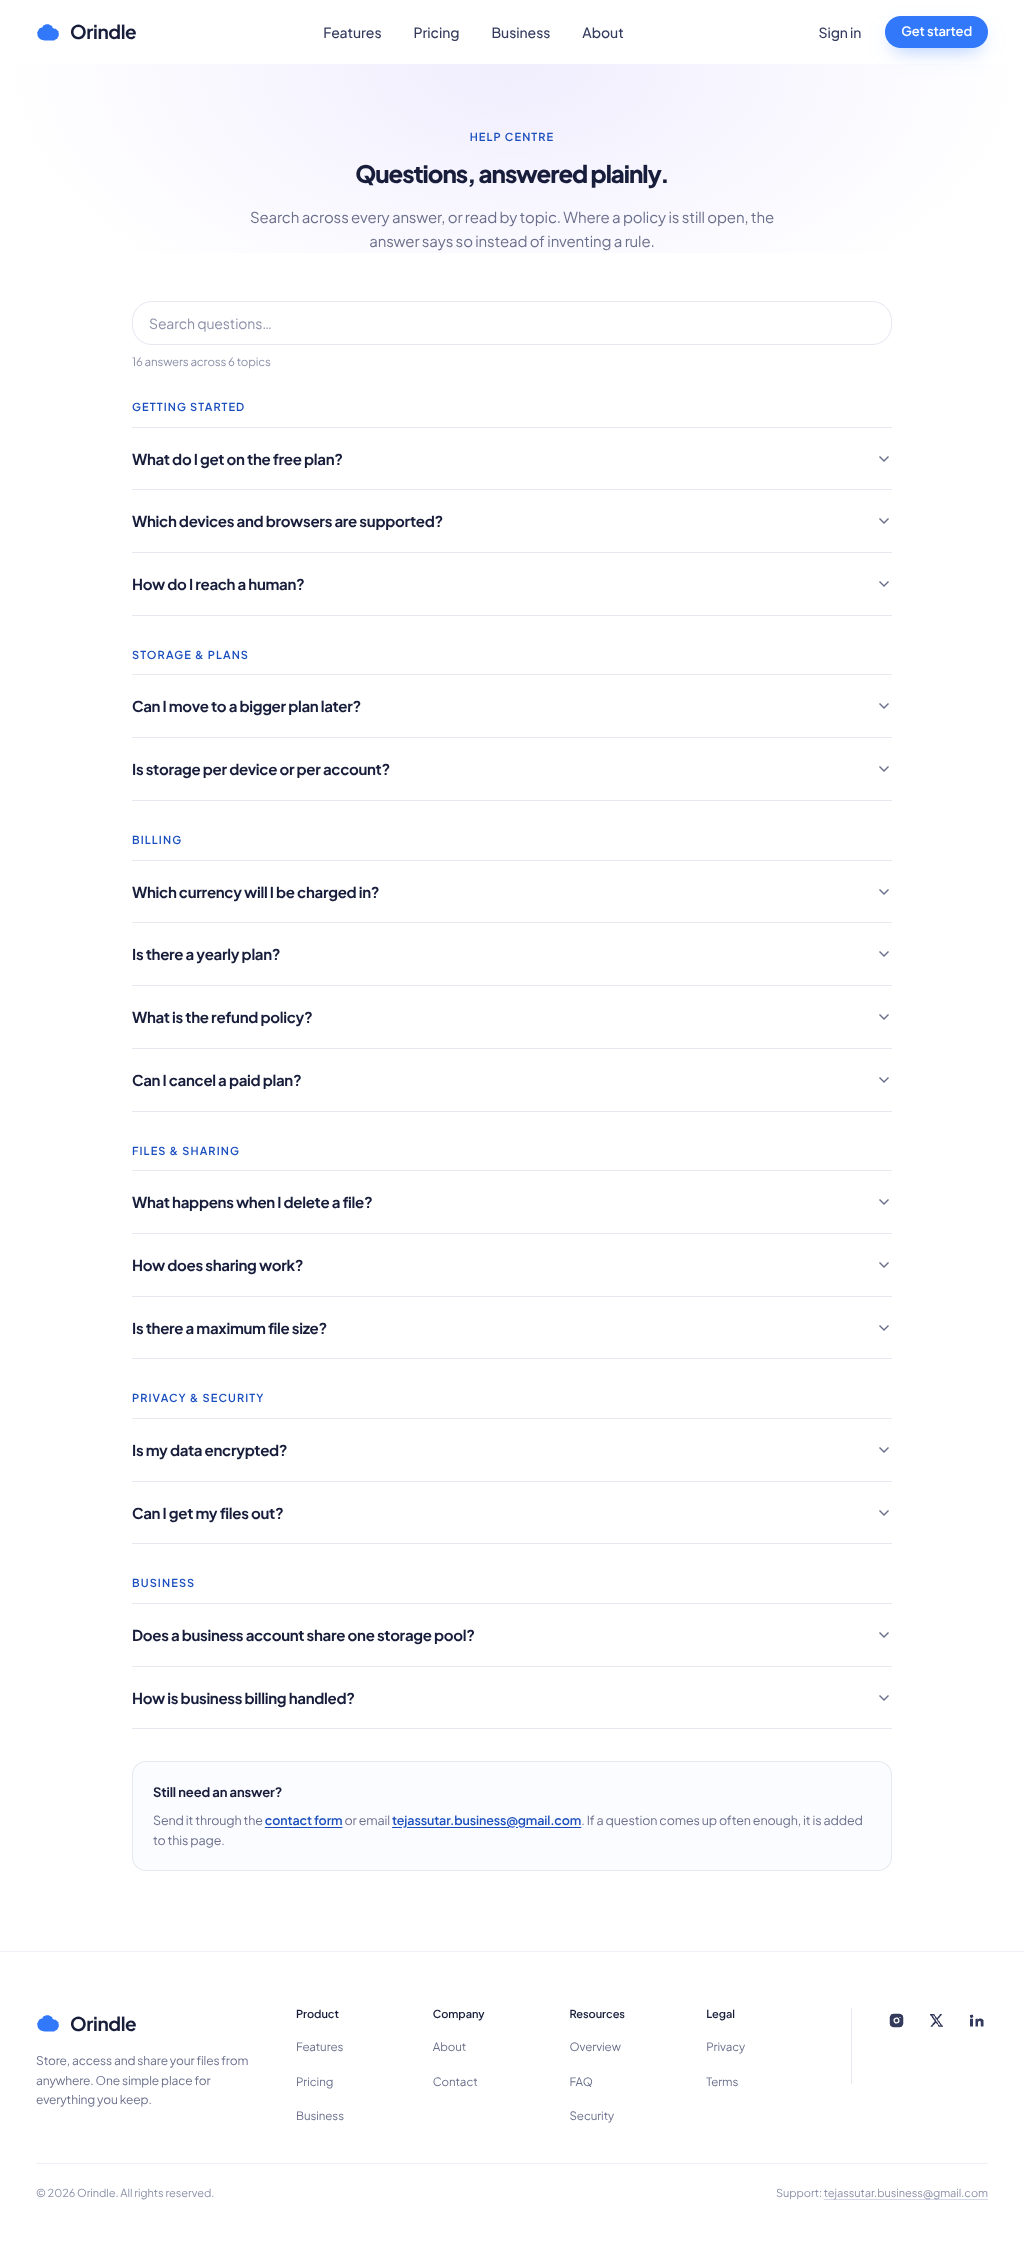 Orindle
Features
Pricing
Business
About
Sign in
Get started
HELP CENTRE
Questions, answered plainly.
Search across every answer, or read by topic. Where a policy is still open, the
answer says so instead of inventing a rule.
Search questions…
16 answers across 6 topics
GETTING STARTED
What do I get on the free plan?
Which devices and browsers are supported?
How do I reach a human?
STORAGE & PLANS
Can I move to a bigger plan later?
Is storage per device or per account?
BILLING
Which currency will I be charged in?
Is there a yearly plan?
What is the refund policy?
Can I cancel a paid plan?
FILES & SHARING
What happens when I delete a file?
How does sharing work?
Is there a maximum file size?
PRIVACY & SECURITY
Is my data encrypted?
Can I get my files out?
BUSINESS
Does a business account share one storage pool?
How is business billing handled?
Still need an answer?
Send it through the contact form or email tejassutar.business@gmail.com. If a question comes up often enough, it is added
to this page.
Orindle
Store, access and share your files from
anywhere. One simple place for
everything you keep.
Product
Features
Pricing
Business
Company
About
Contact
Resources
Overview
FAQ
Security
Legal
Privacy
Terms
© 2026 Orindle. All rights reserved.
Support: tejassutar.business@gmail.com